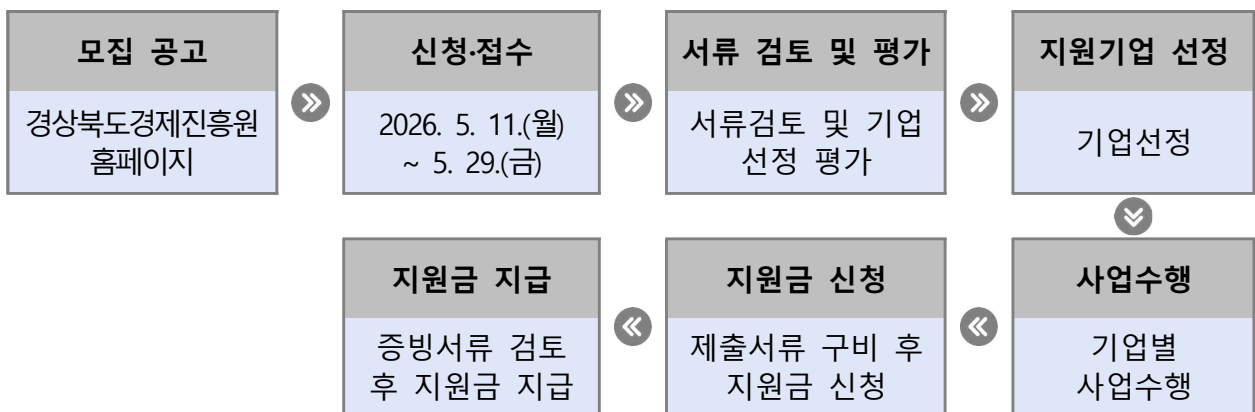 모집 공고
경상북도경제진흥원
홈페이지
신청·접수
2026. 5. 11.(월)
~ 5. 29.(금)
서류 검토 및 평가
서류검토 및 기업
선정 평가
지원기업 선정
기업선정
사업수행
기업별
사업수행
지원금 신청
제출서류 구비 후
지원금 신청
지원금 지급
증빙서류 검토
후 지원금 지급